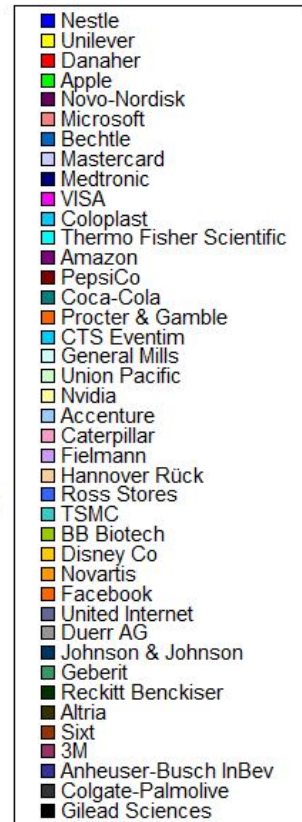 Nestle
Unilever
Danaher
Apple
Novo-Nordisk
Microsoft
Bechtle
Mastercard
Medtronic
VISA
Coloplast
Thermo Fisher Scientific
Amazon
PepsiCo
Coca-Cola
Procter & Gamble
CTS Eventim
General Mills
Union Pacific
Nvidia
Accenture
Caterpillar
Fielmann
Hannover Rück
Ross Stores
TSMC
BB Biotech
Disney Co
Novartis
Facebook
United Internet
Duerr AG
Johnson & Johnson
Geberit
Reckitt Benckiser
Altria
Sixt
3M
Anheuser-Busch InBev
Colgate-Palmolive
Gilead Sciences